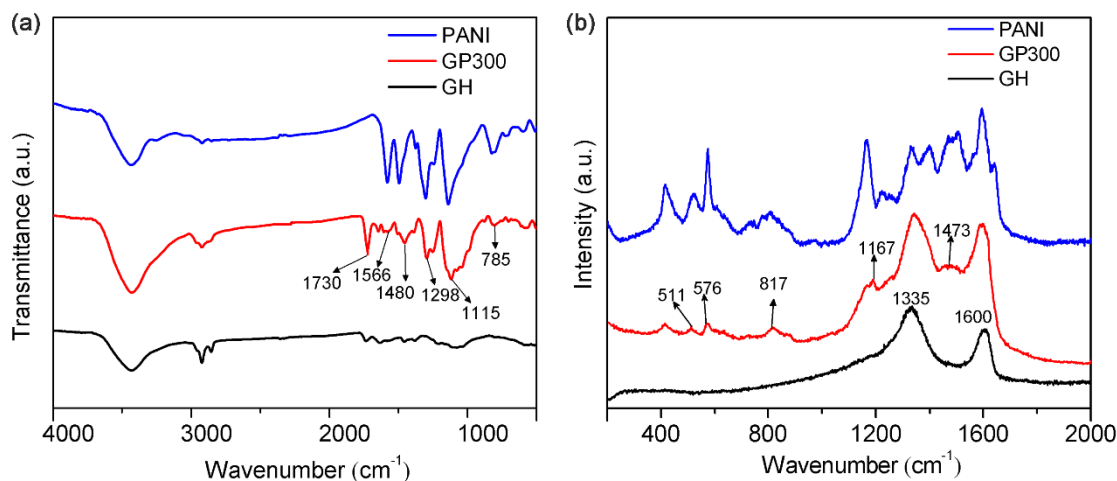 (a)
PANI
GP300
GH
1730
1566
1480
1298
1115
785
Transmittance (a.u.)
4000
3000
2000
1000
Wavenumber (cm⁻¹)
(b)
PANI
GP300
GH
511
576
817
1167
1335
1473
1600
Intensity (a.u.)
400
800
1200
1600
2000
Wavenumber (cm⁻¹)